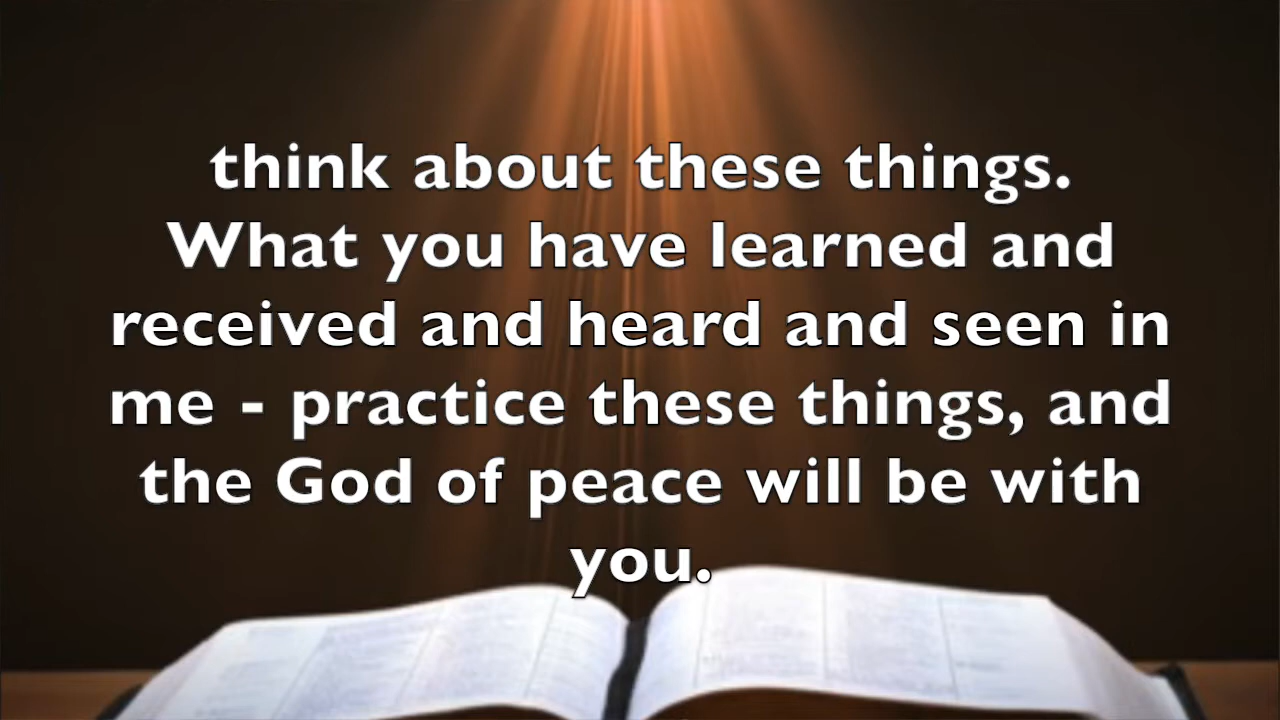 think about these things.
What you have learned and
received and heard and seen in
me - practice these things, and
the God of peace will be with
you.